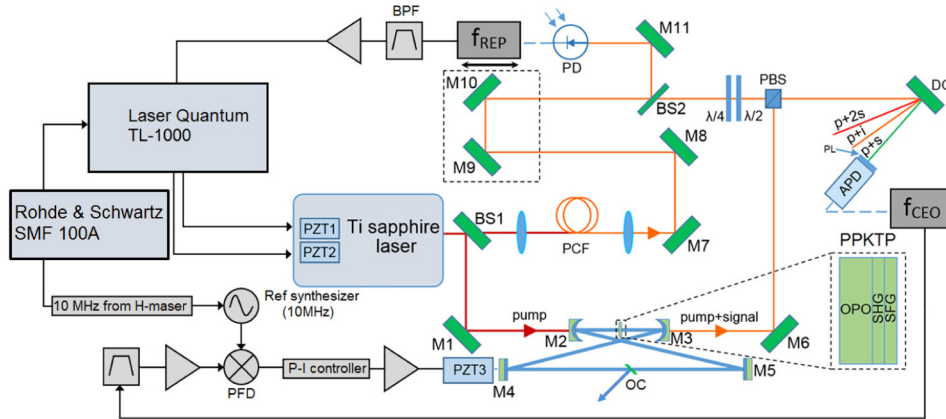 BPF
fREP
PD
M11
Laser Quantum
TL-1000
M10
BS2
λ/4
λ/2
PBS
DG
p+2s
p+i
p+s
PL
APD
M9
M8
Rohde & Schwartz
SMF 100A
PZT1
PZT2
Ti sapphire
laser
BS1
PCF
M7
fCEO
PPKTP
OPO
SHG
SFG
10 MHz from H-maser
Ref synthesizer
(10MHz)
M1
pump
M2
M3
pump+signal
M6
PFD
P-I controller
PZT3
M4
OC
M5